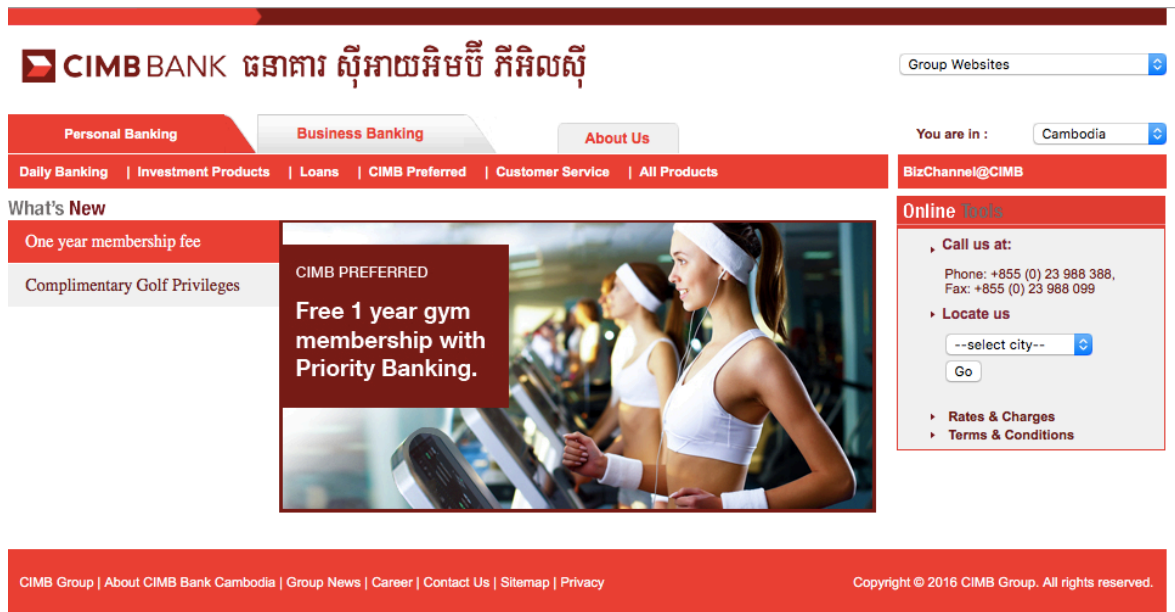 CIMB BANK ធនាគារ ស៊ីអាយអិមប៊ី ភីអិលស៊ី
Group Websites
Personal Banking
Business Banking
About Us
You are in :
Cambodia
Daily Banking | Investment Products | Loans | CIMB Preferred | Customer Service | All Products
BizChannel@CIMB
What's New
One year membership fee
Complimentary Golf Privileges
CIMB PREFERRED
Free 1 year gym
membership with
Priority Banking.
Online Tools
Call us at:
Phone: +855 (0) 23 988 388,
Fax: +855 (0) 23 988 099
Locate us
--select city--
Go
Rates & Charges
Terms & Conditions
CIMB Group | About CIMB Bank Cambodia | Group News | Career | Contact Us | Sitemap | Privacy
Copyright © 2016 CIMB Group. All rights reserved.